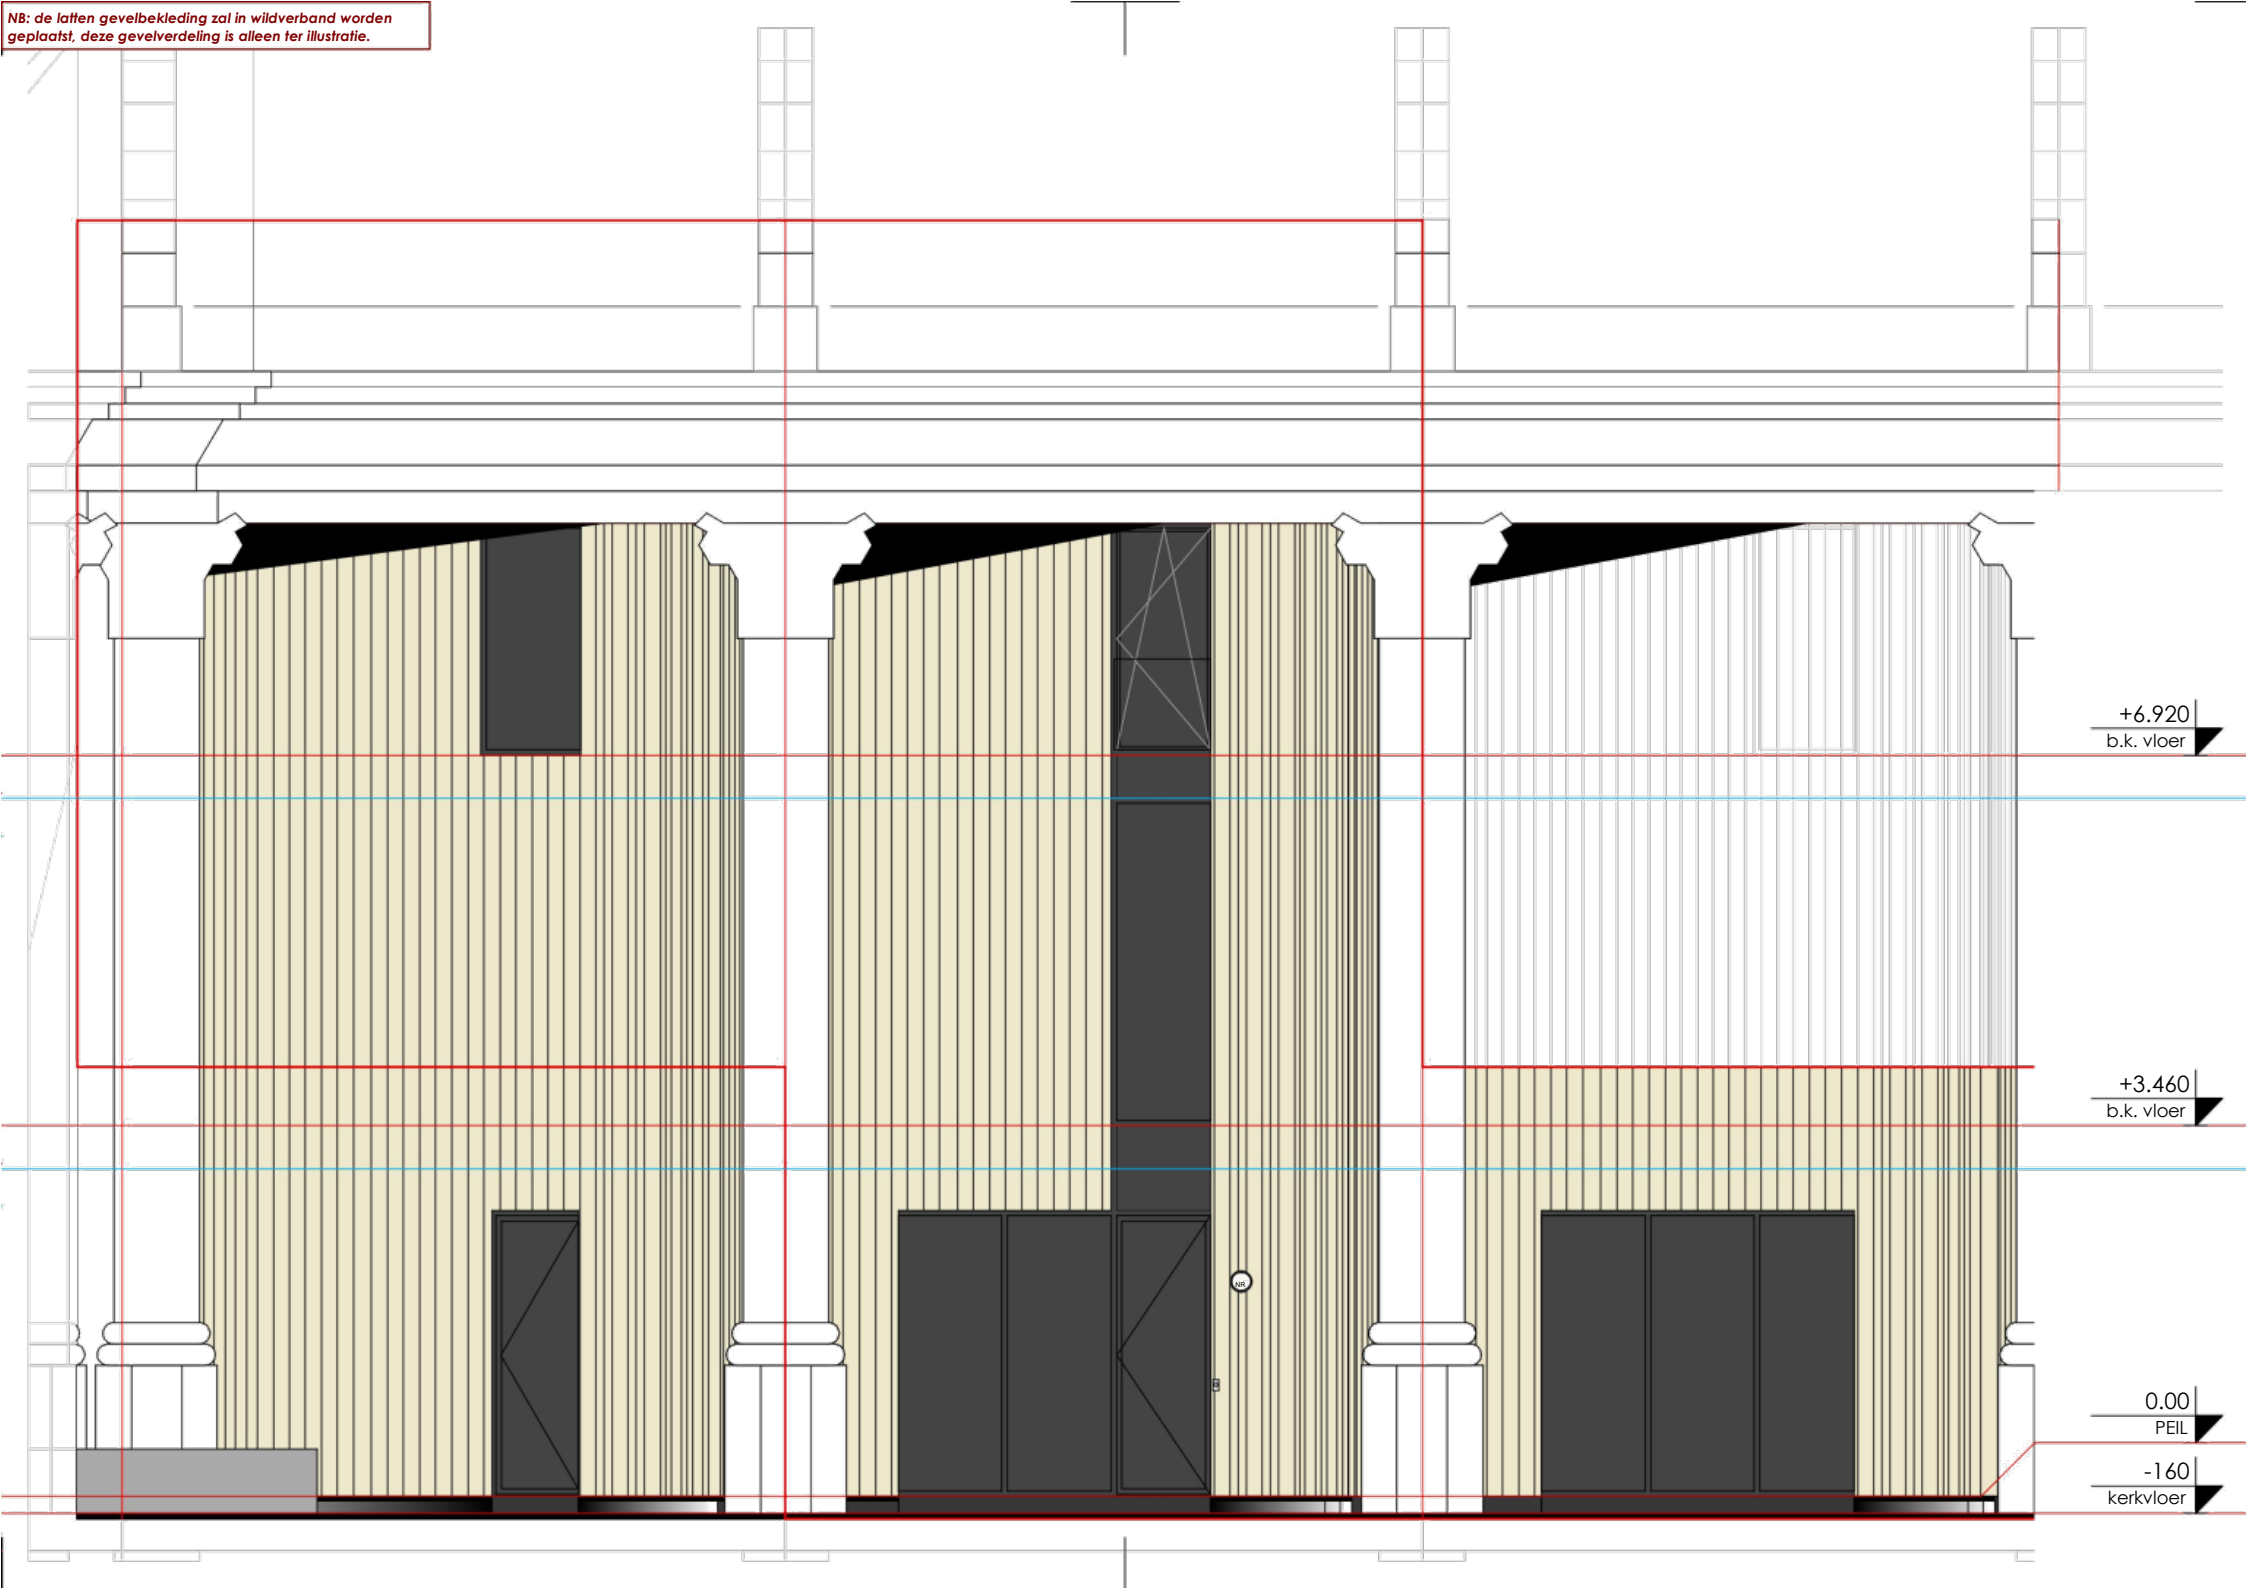 NB: de latten gevelbekleding zal in wildverband worden
geplaatst, deze gevelverdeling is alleen ter illustratie.
+6.920
b.k. vloer
+3.460
b.k. vloer
NR
0.00
PEIL
-160
kerkvloer